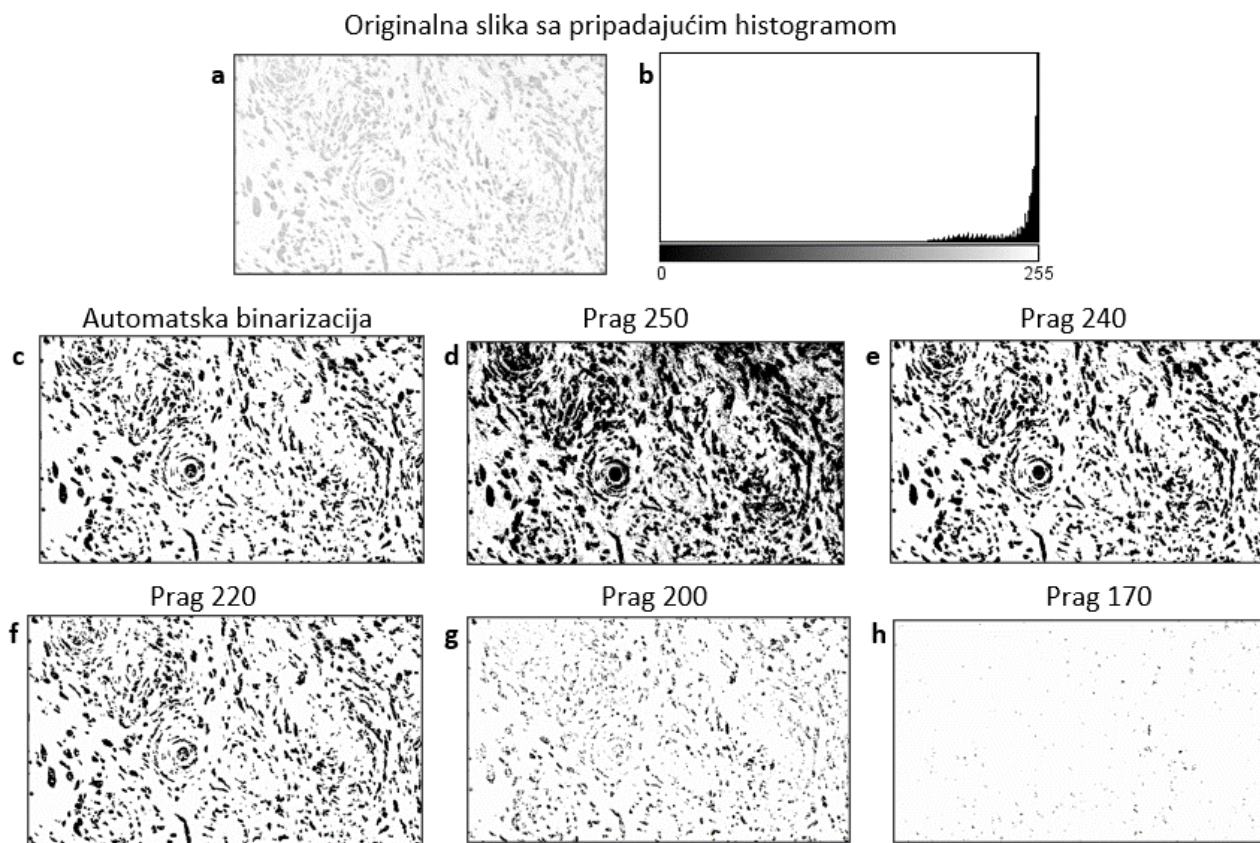 Originalna slika sa pripadajućim histogramom
a
b
0
255
Automatska binarizacija
Prag 250
Prag 240
c
d
e
Prag 220
Prag 200
Prag 170
f
g
h